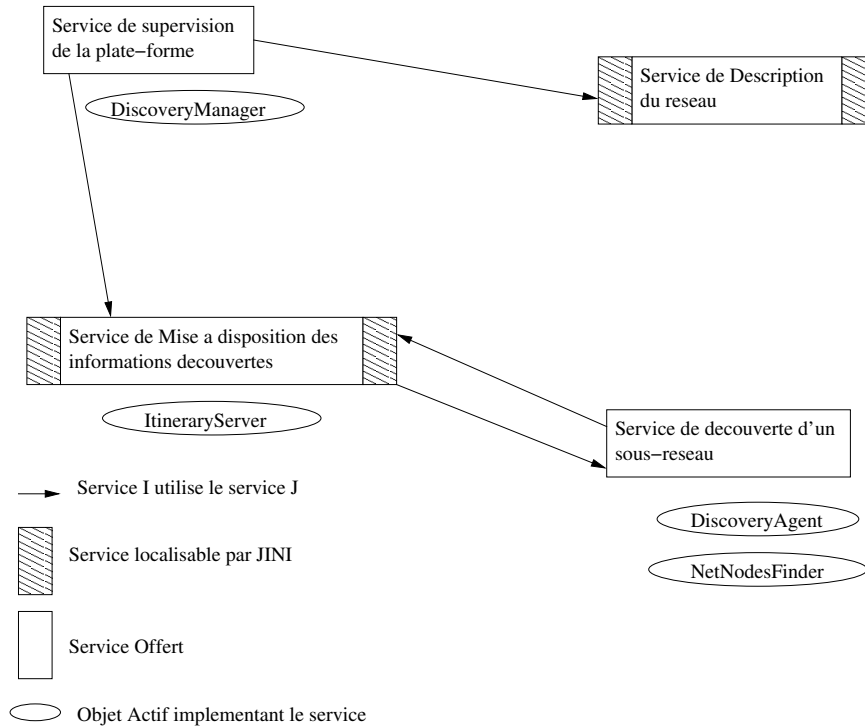 Service de supervision
de la plate−forme
DiscoveryManager
Service de Description
du reseau
Service de Mise a disposition des
informations decouvertes
ItineraryServer
Service de decouverte d'un
sous−reseau
DiscoveryAgent
NetNodesFinder
Service I utilise le service J
Service localisable par JINI
Service Offert
Objet Actif implementant le service